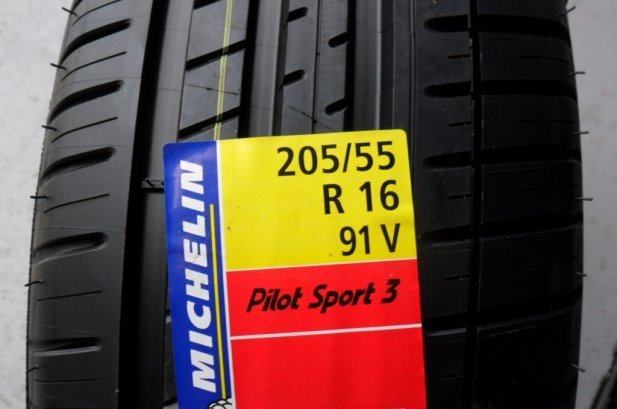 205/55
R 16
91 V
Pilot Sport 3
MICHELIN